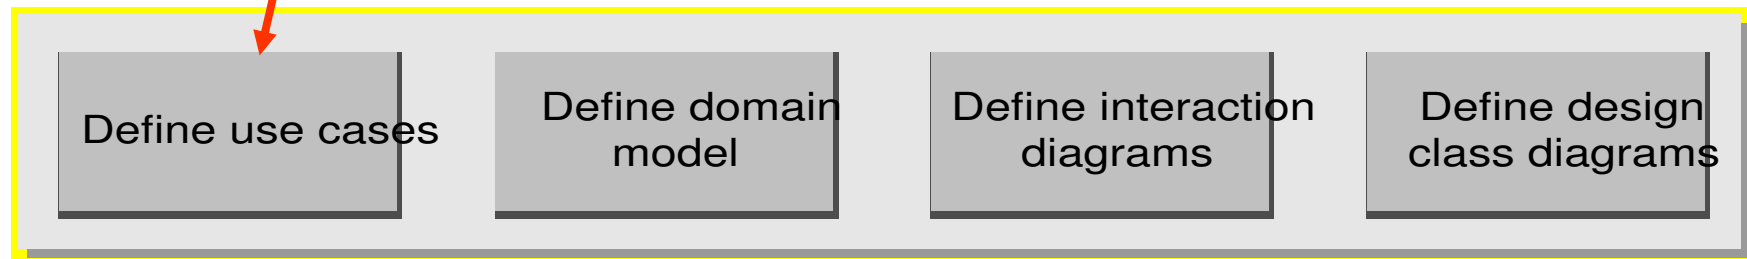 Define use cases
Define domain
model
Define interaction
diagrams
Define design
class diagrams